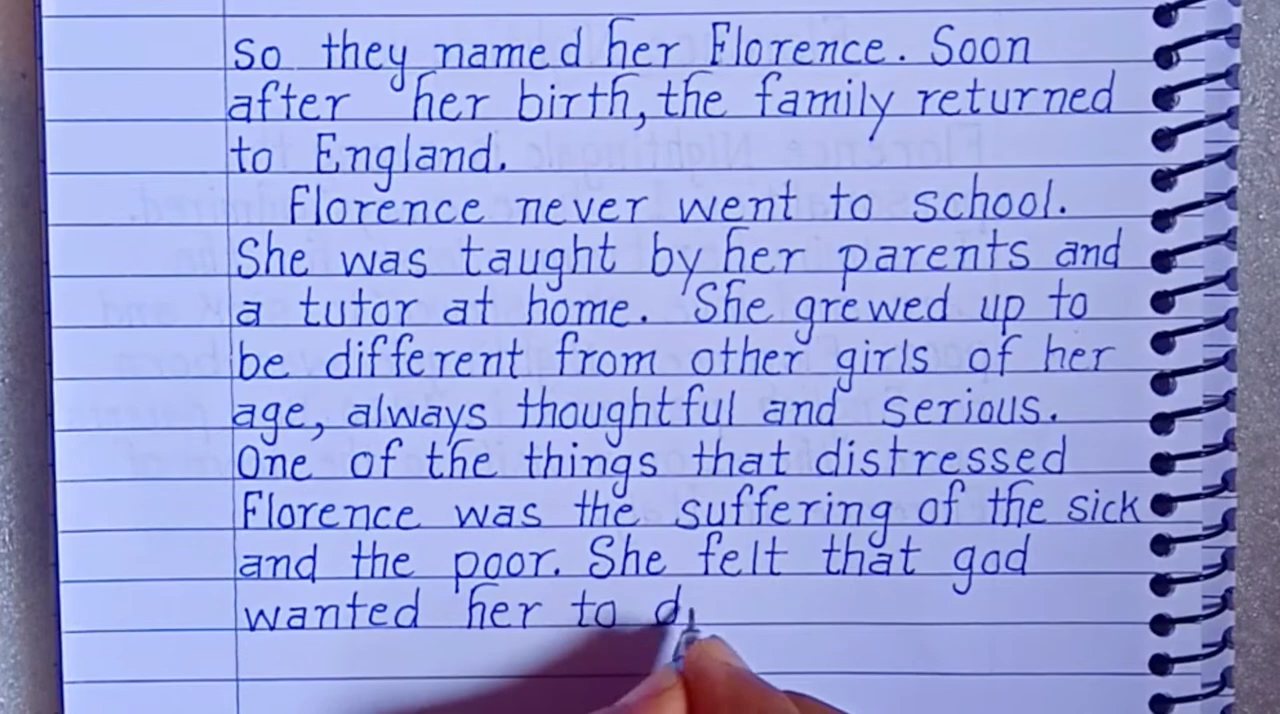 so they named her Florence. Soon
after her birth, the family returned
to England.
Florence never went to school.
She was taught by her parents and
a tutor at home. She grewed up to
be different from other girls of her
age, always thoughtful and serious.
One of the things that distressed
Florence was the suffering of the sick
and the poor. She felt that god
wanted her to